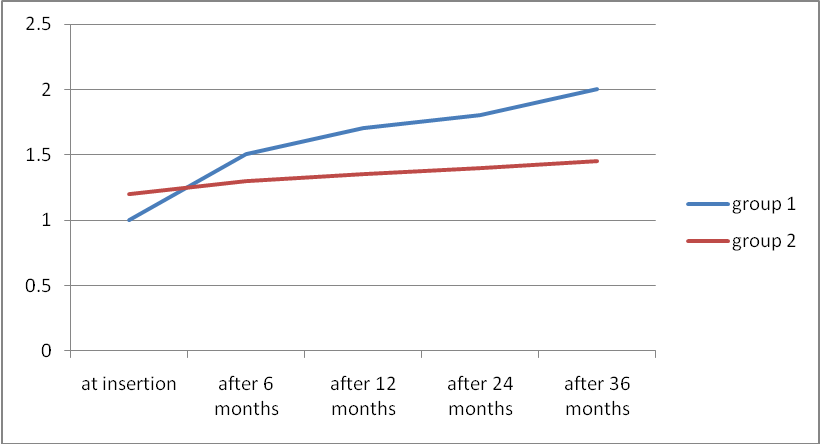 2.5
2
1.5
1
0.5
0
at insertion
after 6
months
after 12
months
after 24
months
after 36
months
group 1
group 2